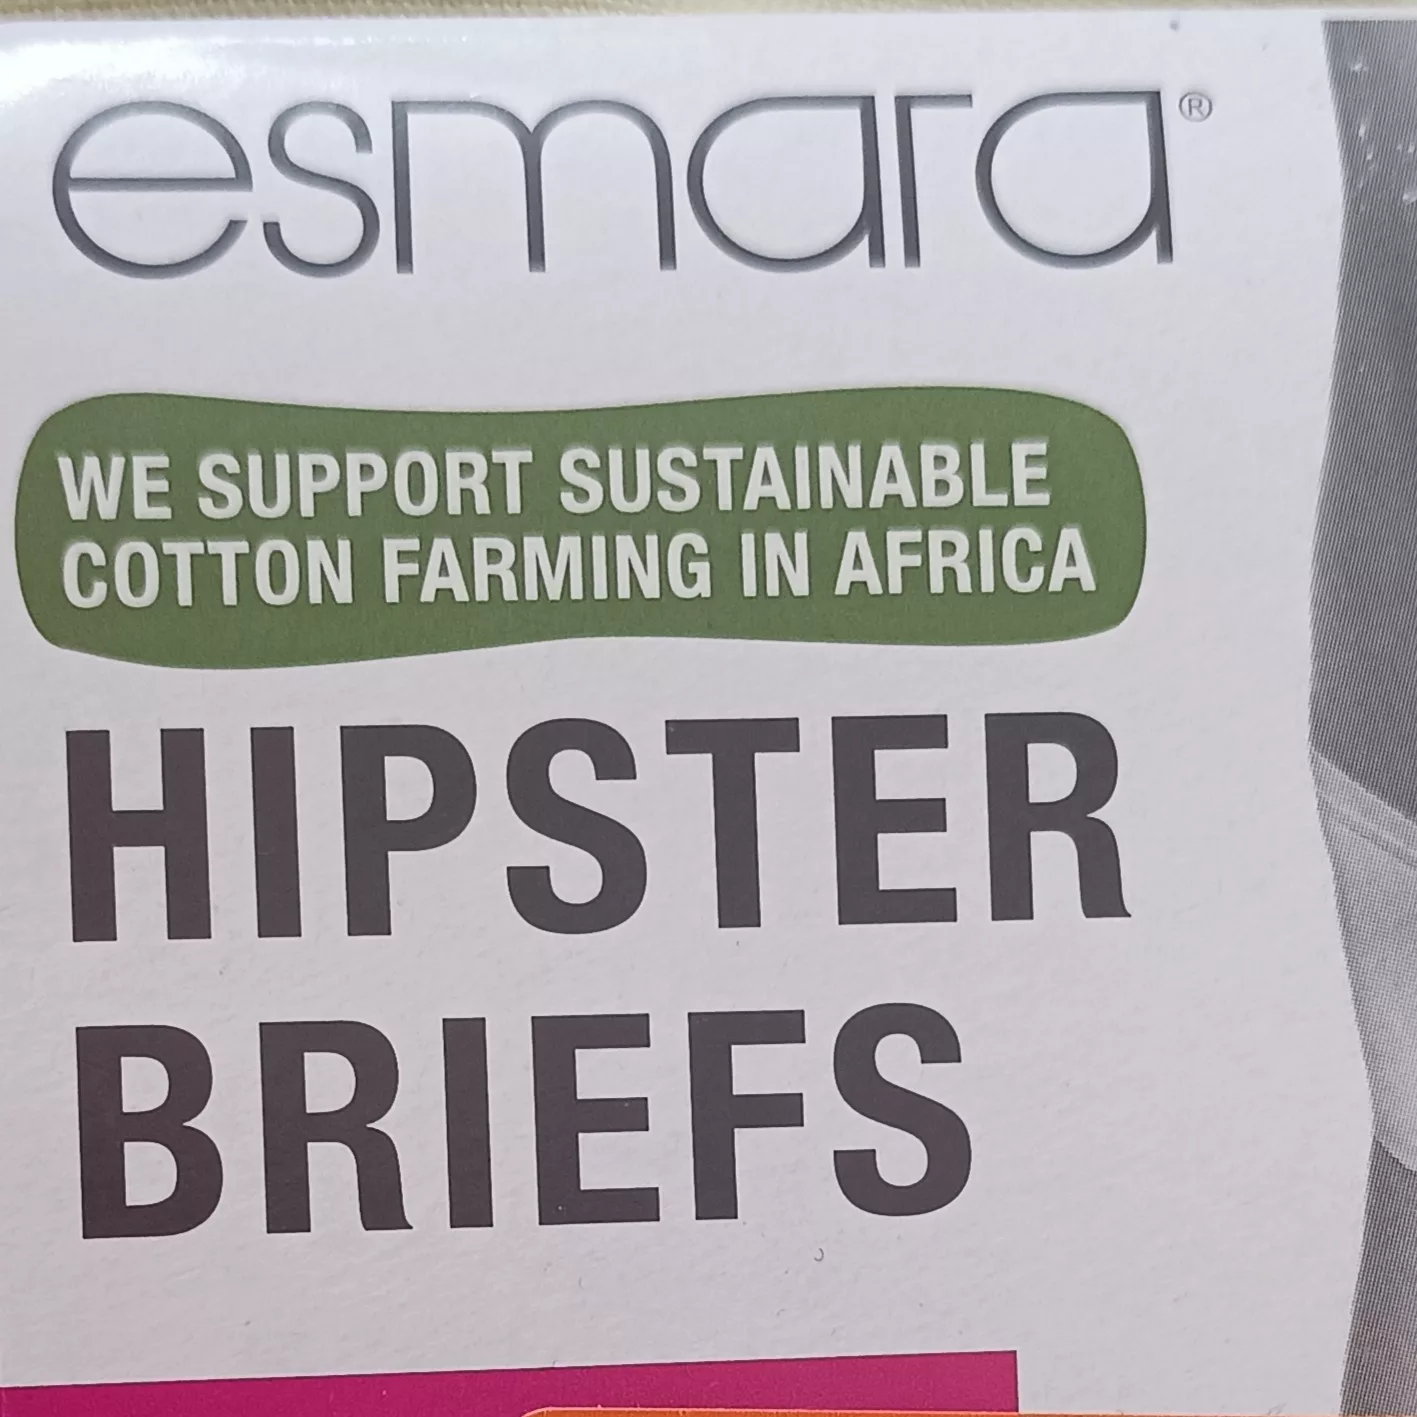 esmara®
WE SUPPORT SUSTAINABLE
COTTON FARMING IN AFRICA
HIPSTER
BRIEFS